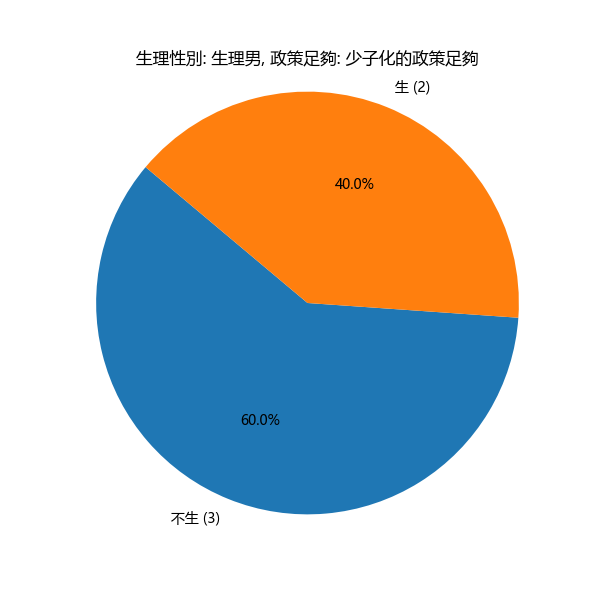 生理性別: 生理男, 政策足夠: 少子化的政策足夠
生 (2)
40.0%
60.0%
不生 (3)